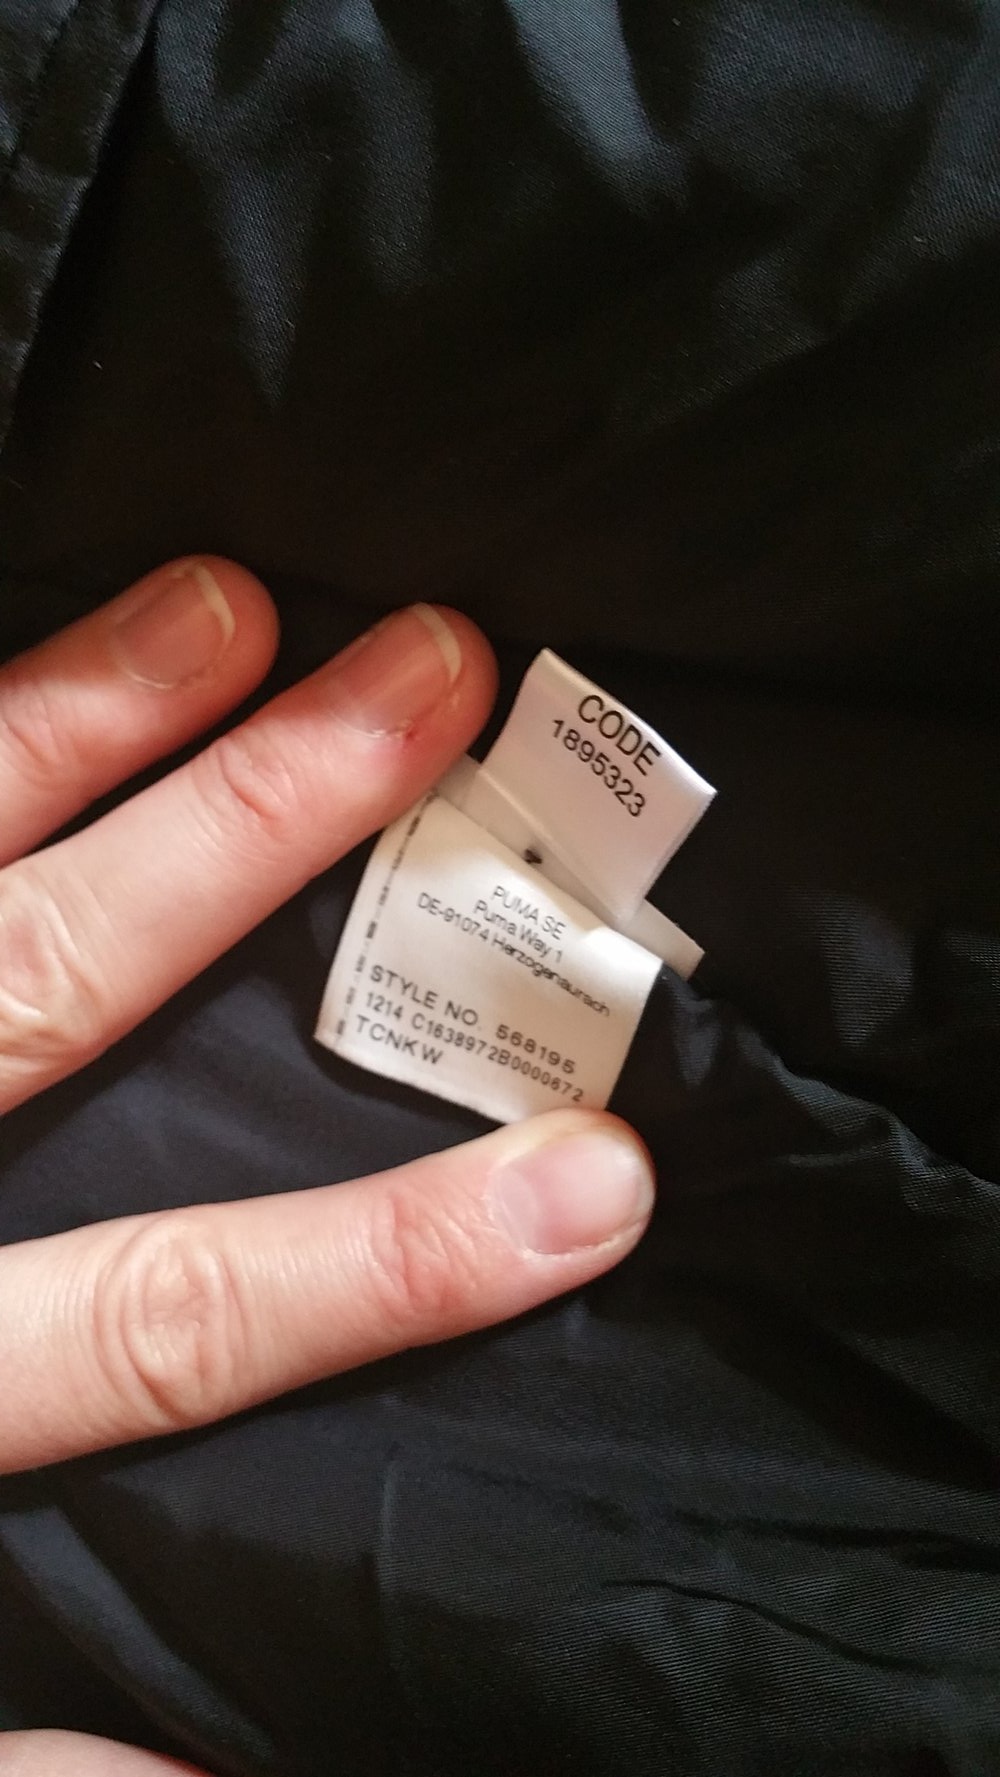 CODE
1895323
PUMA SE
Puma Way 1
DE-91074 Herzogenaurach
STYLE NO. 568195
1214 C1638972B0000672
TCNKW